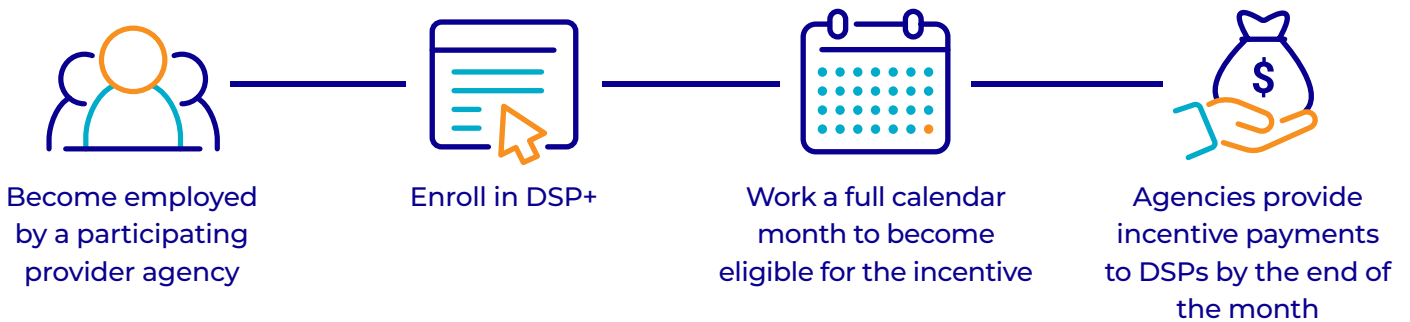 Become employed
by a participating
provider agency
Enroll in DSP+
Work a full calendar
month to become
eligible for the incentive
$
Agencies provide
incentive payments
to DSPs by the end of
the month